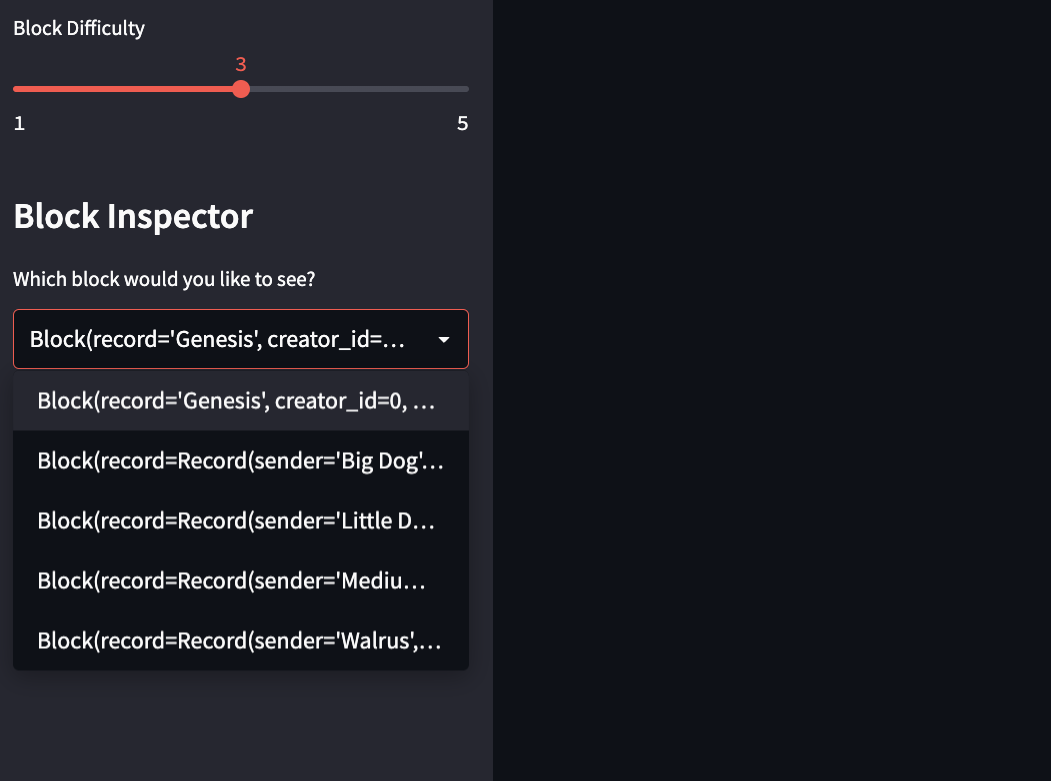 Block Difficulty
3
1 5
Block Inspector
Which block would you like to see?
Block(record='Genesis', creator_id=...
Block(record='Genesis', creator_id=0, ...
Block(record=Record(sender='Big Dog'...
Block(record=Record(sender='Little D...
Block(record=Record(sender='Mediu...
Block(record=Record(sender='Walrus',...